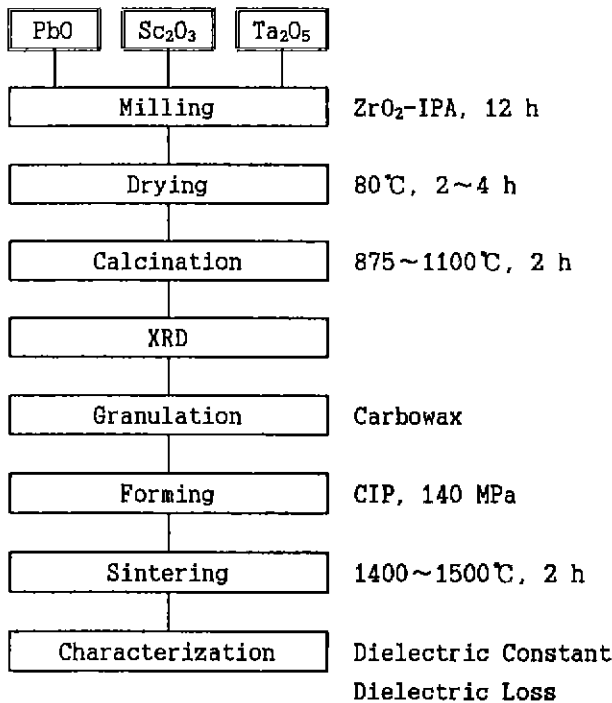 PbO Sc₂O₃ Ta₂O₅
Milling ZrO₂-IPA, 12 h
Drying 80℃, 2~4 h
Calcination 875~1100℃, 2 h
XRD
Granulation Carbowax
Forming CIP, 140 MPa
Sintering 1400~1500℃, 2 h
Characterization Dielectric Constant
Dielectric Loss